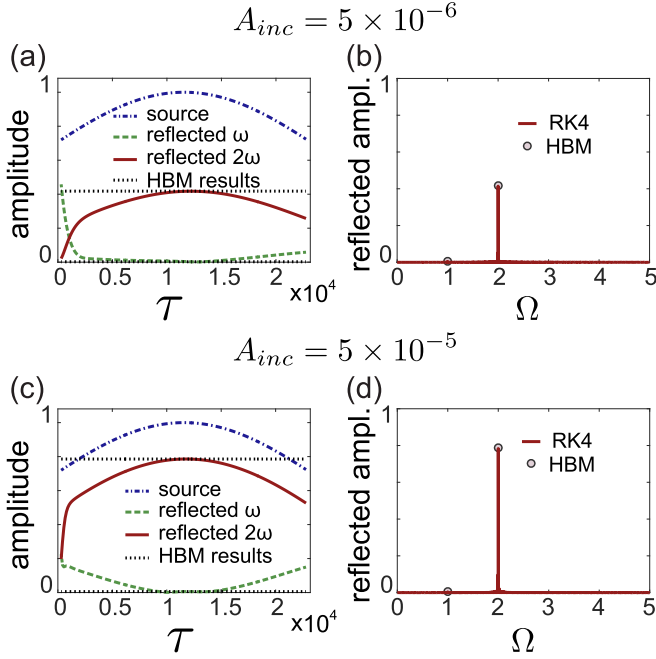 A_inc = 5 × 10^-6
(a)
amplitude
1
0
source
reflected ω
reflected 2ω
HBM results
0 0.5 1 1.5 2
x10^4
τ
(b)
reflected ampl.
1
0
RK4
HBM
0 1 2 3 4 5
Ω
A_inc = 5 × 10^-5
(c)
amplitude
1
0
source
reflected ω
reflected 2ω
HBM results
0 0.5 1 1.5 2
x10^4
τ
(d)
reflected ampl.
1
0
RK4
HBM
0 1 2 3 4 5
Ω